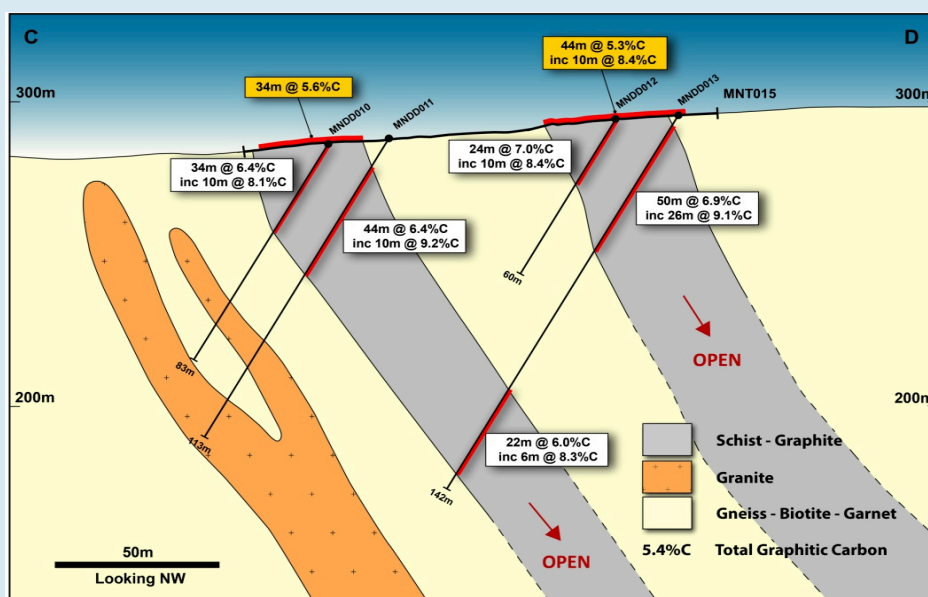 C
D
44m @ 5.3%C
inc 10m @ 8.4%C
34m @ 5.6%C
MNDD010
MNDD011
MNDD012
MNDD013
MNT015
300m
300m
34m @ 6.4%C
inc 10m @ 8.1%C
24m @ 7.0%C
inc 10m @ 8.4%C
44m @ 6.4%C
inc 10m @ 9.2%C
50m @ 6.9%C
inc 26m @ 9.1%C
60m
OPEN
83m
200m
200m
113m
22m @ 6.0%C
inc 6m @ 8.3%C
142m
OPEN
Schist - Graphite
Granite
Gneiss - Biotite - Garnet
5.4%C Total Graphitic Carbon
50m
Looking NW